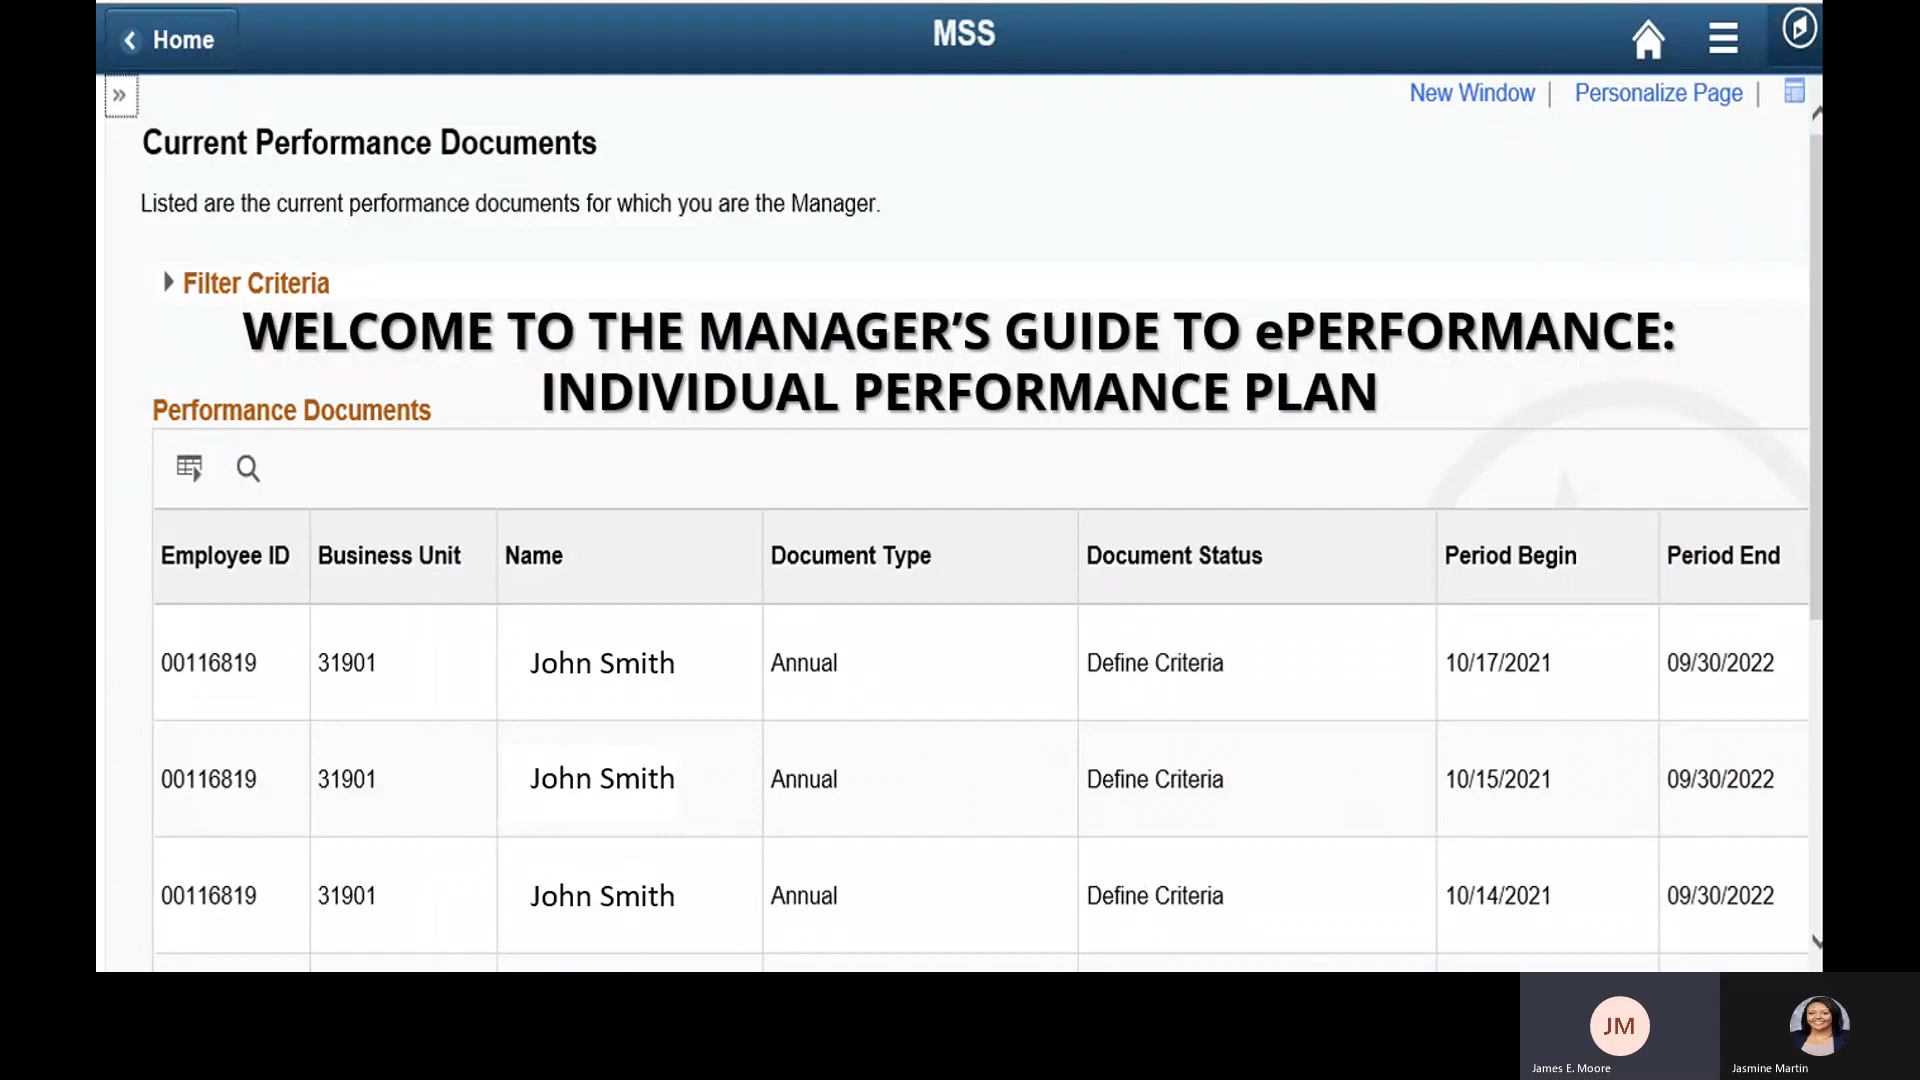 Home
MSS
»
New Window | Personalize Page |
Current Performance Documents
Listed are the current performance documents for which you are the Manager.
Filter Criteria
WELCOME TO THE MANAGER’S GUIDE TO ePERFORMANCE:
INDIVIDUAL PERFORMANCE PLAN
Performance Documents
Employee ID Business Unit Name Document Type Document Status Period Begin Period End
00116819 31901 John Smith Annual Define Criteria 10/17/2021 09/30/2022
00116819 31901 John Smith Annual Define Criteria 10/15/2021 09/30/2022
00116819 31901 John Smith Annual Define Criteria 10/14/2021 09/30/2022
JM
James E. Moore
Jasmine Martin